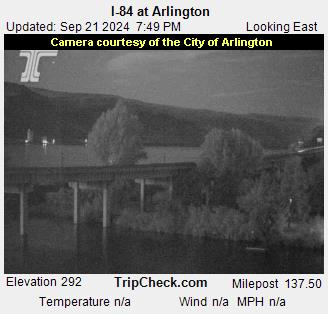 I-84 at Arlington
Updated: Sep 21 2024 7:49 PM Looking East
Camera courtesy of the City of Arlington
Elevation 292 TripCheck.com Milepost 137.50
Temperature n/a Wind n/a MPH n/a